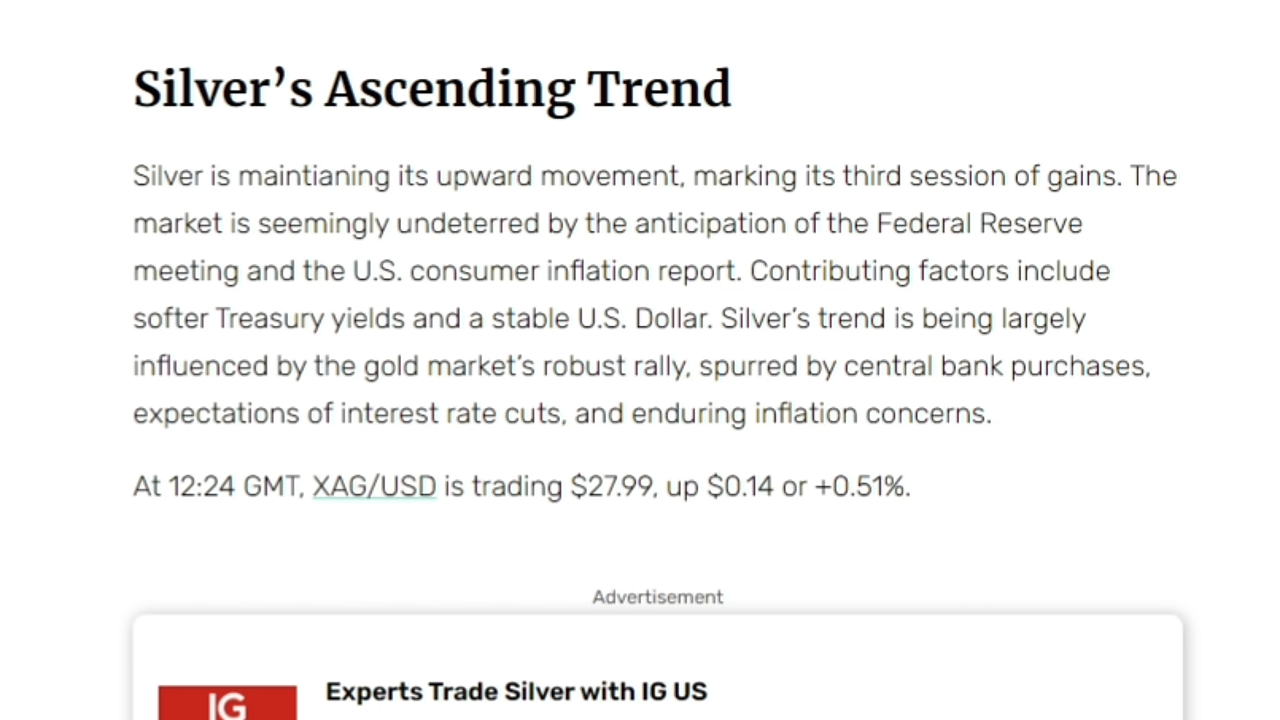 Silver’s Ascending Trend
Silver is maintianing its upward movement, marking its third session of gains. The
market is seemingly undeterred by the anticipation of the Federal Reserve
meeting and the U.S. consumer inflation report. Contributing factors include
softer Treasury yields and a stable U.S. Dollar. Silver’s trend is being largely
influenced by the gold market’s robust rally, spurred by central bank purchases,
expectations of interest rate cuts, and enduring inflation concerns.
At 12:24 GMT, XAG/USD is trading $27.99, up $0.14 or +0.51%.
Advertisement
Experts Trade Silver with IG US
IG